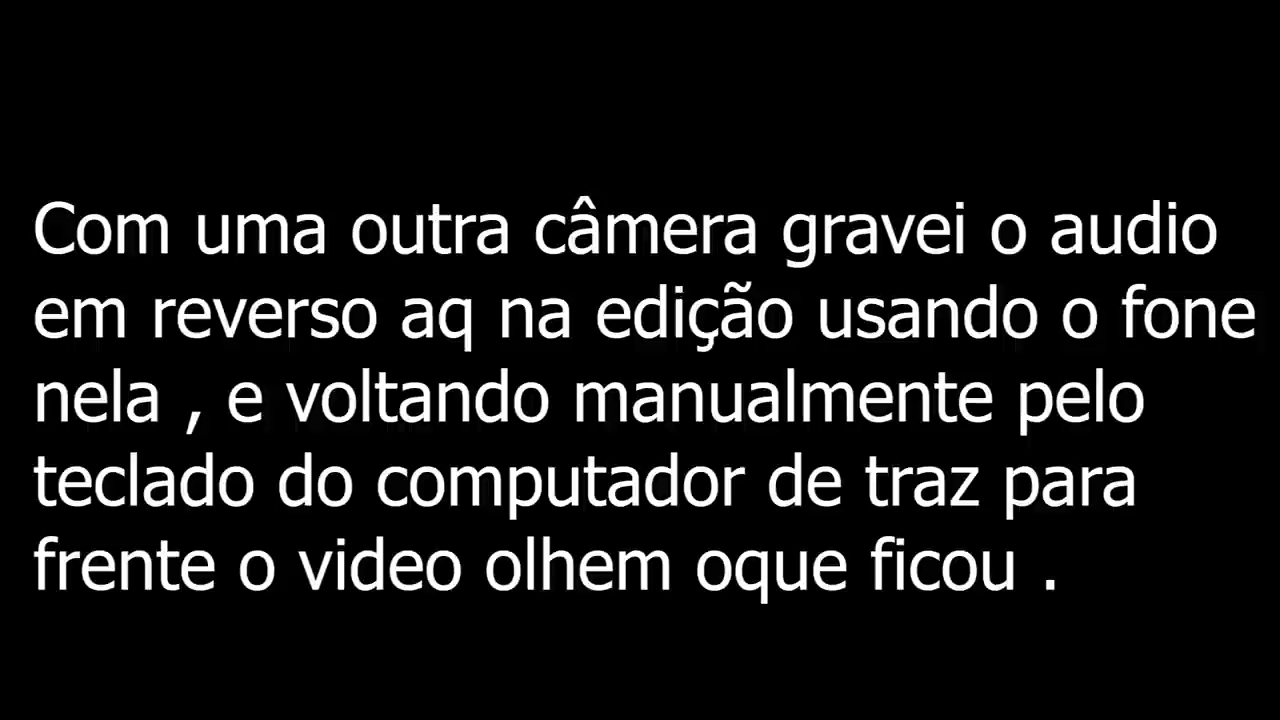 Com uma outra câmera gravei o audio
em reverso aq na edição usando o fone
nela , e voltando manualmente pelo
teclado do computador de traz para
frente o video olhem oque ficou .